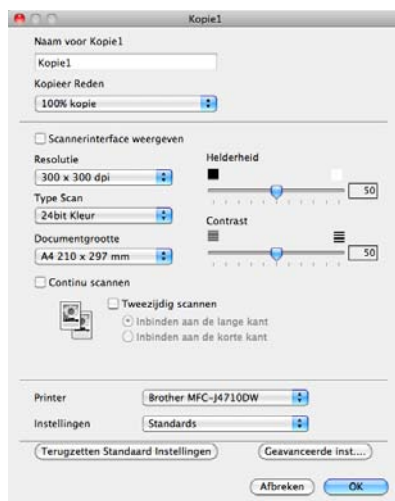 Kopie1
Naam voor Kopie1
Kopie1
Kopieer Reden
100% kopie
Scannerinterface weergeven
Resolutie
300 x 300 dpi
Type Scan
24bit Kleur
Documentgrootte
A4 210 x 297 mm
Helderheid
50
Contrast
50
Continu scannen
Tweezijdig scannen
Inbinden aan de lange kant
Inbinden aan de korte kant
Printer
Brother MFC-J4710DW
Instellingen
Standards
Terugzetten Standaard Instellingen
Geavanceerde inst....
Afbreken
OK